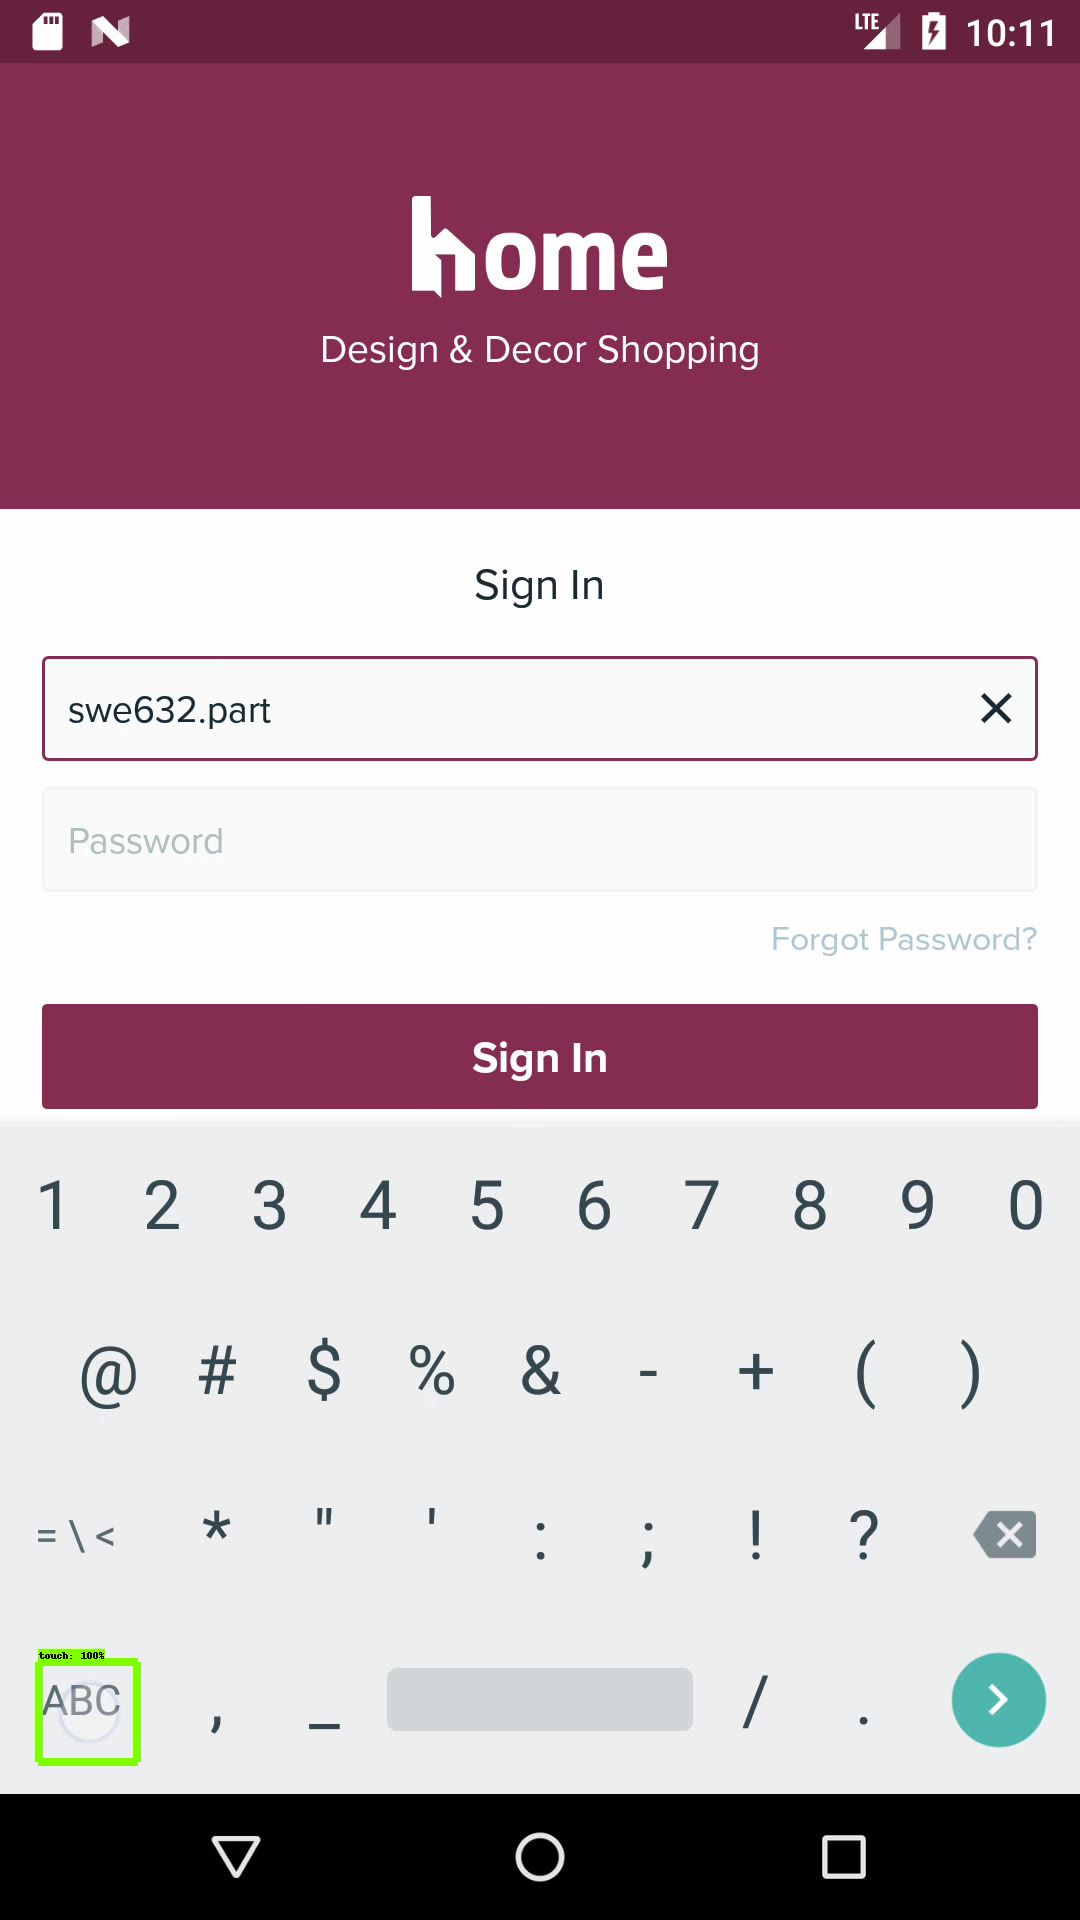 LTE 10:11
home
Design & Decor Shopping
Sign In
swe632.part
Password
Forgot Password?
Sign In
1 2 3 4 5 6 7 8 9 0
@ # $ % & - + ( )
= \ < * " ' : ; ! ?
touch: 100%
ABC , _ / .